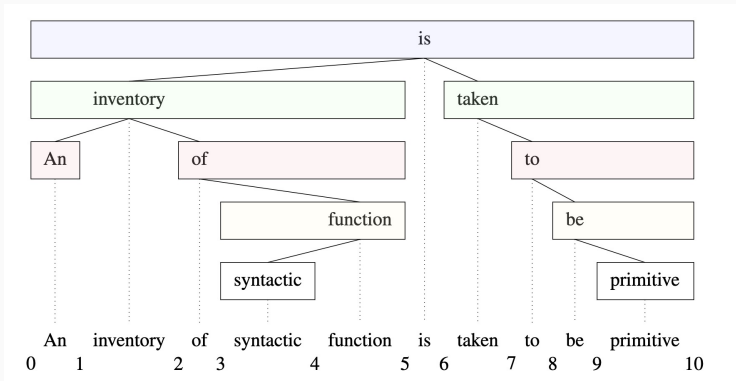 is
inventory taken
An of to
function be
syntactic primitive
An inventory of syntactic function is taken to be primitive
0 1 2 3 4 5 6 7 8 9 10